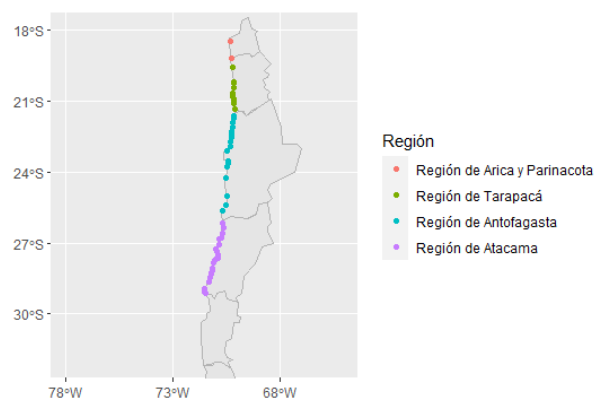 18°S
21°S
24°S
27°S
30°S
78°W
73°W
68°W
Región
Región de Arica y Parinacota
Región de Tarapacá
Región de Antofagasta
Región de Atacama